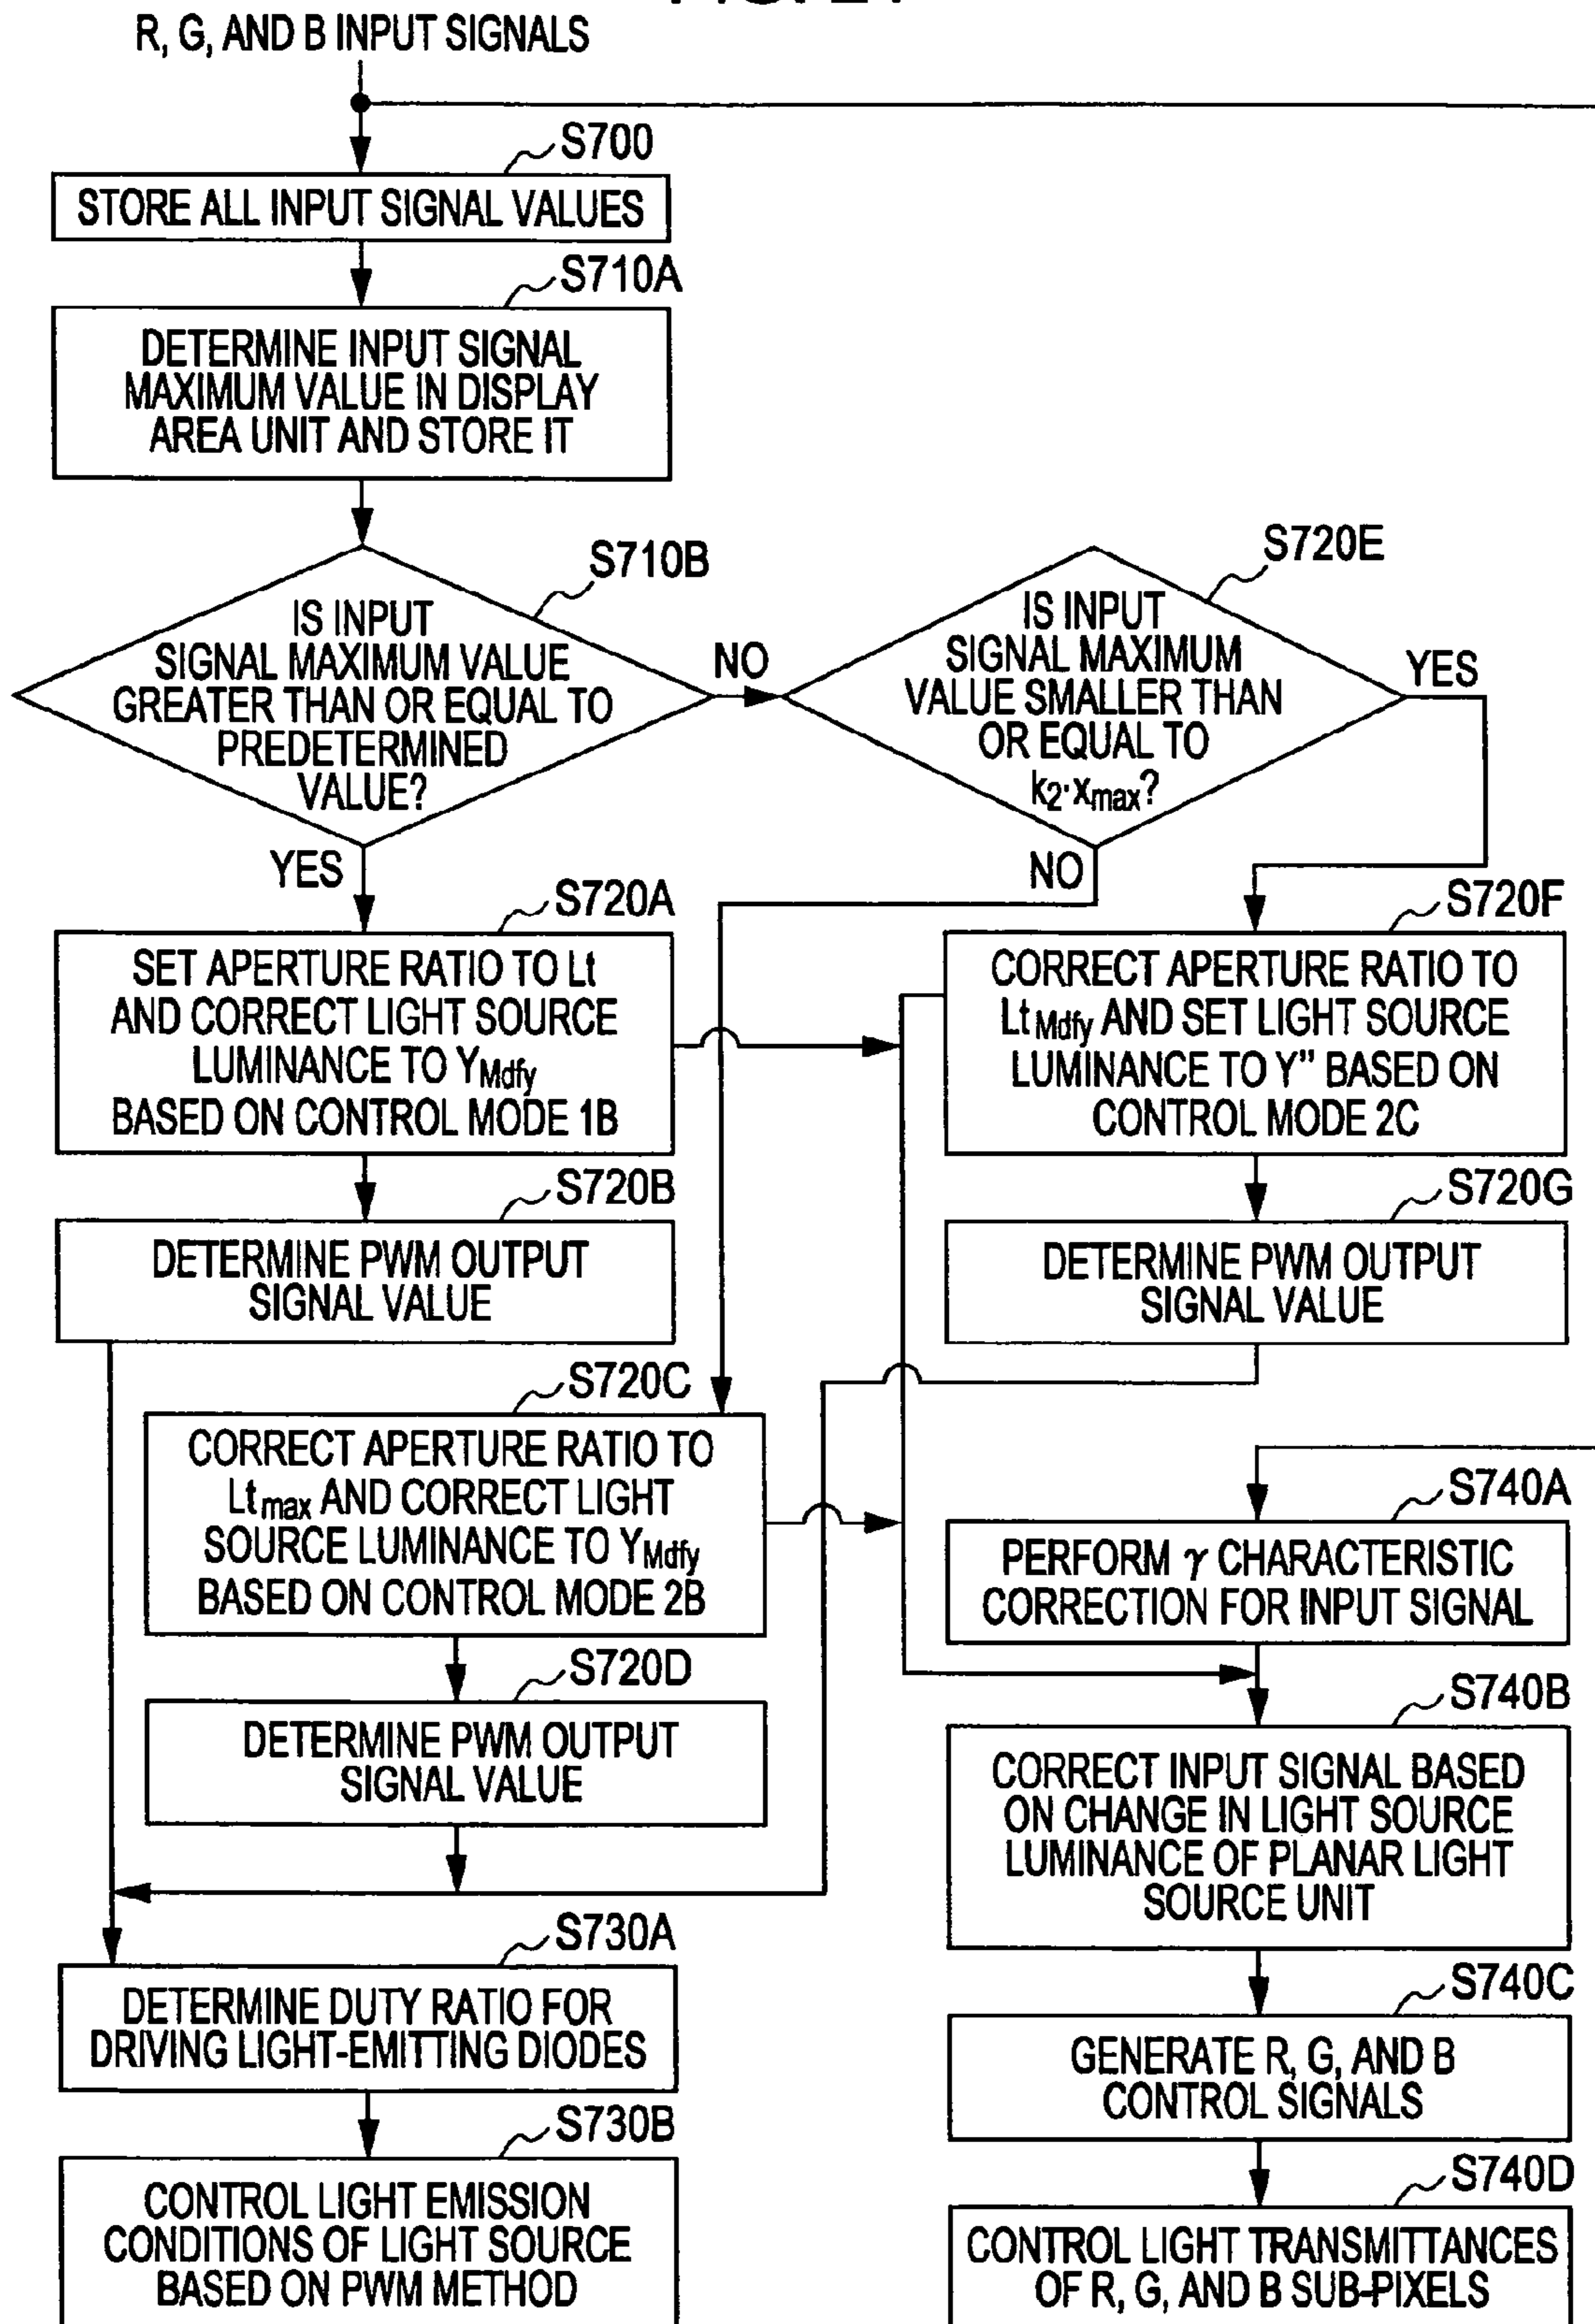 R, G, AND B INPUT SIGNALS
S700
STORE ALL INPUT SIGNAL VALUES
S710A
DETERMINE INPUT SIGNAL
MAXIMUM VALUE IN DISPLAY
AREA UNIT AND STORE IT
S710B
IS INPUT
SIGNAL MAXIMUM VALUE
GREATER THAN OR EQUAL TO
PREDETERMINED
VALUE?
NO
YES
S720E
IS INPUT
SIGNAL MAXIMUM
VALUE SMALLER THAN
OR EQUAL TO
k2·xmax?
YES
NO
S720A
SET APERTURE RATIO TO Lt
AND CORRECT LIGHT SOURCE
LUMINANCE TO YMdfy
BASED ON CONTROL MODE 1B
S720F
CORRECT APERTURE RATIO TO
LtMdfy AND SET LIGHT SOURCE
LUMINANCE TO Y” BASED ON
CONTROL MODE 2C
S720B
DETERMINE PWM OUTPUT
SIGNAL VALUE
S720G
DETERMINE PWM OUTPUT
SIGNAL VALUE
S720C
CORRECT APERTURE RATIO TO
Ltmax AND CORRECT LIGHT
SOURCE LUMINANCE TO YMdfy
BASED ON CONTROL MODE 2B
S740A
PERFORM γ CHARACTERISTIC
CORRECTION FOR INPUT SIGNAL
S720D
DETERMINE PWM OUTPUT
SIGNAL VALUE
S740B
CORRECT INPUT SIGNAL BASED
ON CHANGE IN LIGHT SOURCE
LUMINANCE OF PLANAR LIGHT
SOURCE UNIT
S730A
DETERMINE DUTY RATIO FOR
DRIVING LIGHT-EMITTING DIODES
S740C
GENERATE R, G, AND B
CONTROL SIGNALS
S730B
CONTROL LIGHT EMISSION
CONDITIONS OF LIGHT SOURCE
BASED ON PWM METHOD
S740D
CONTROL LIGHT TRANSMITTANCES
OF R, G, AND B SUB-PIXELS